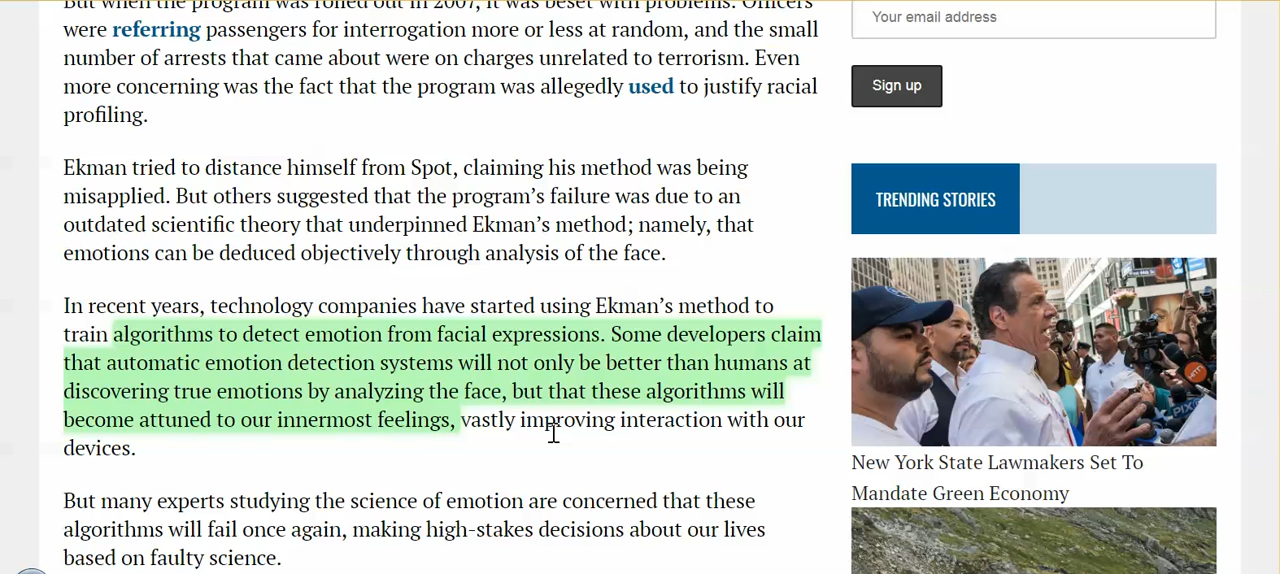 But when the program was rolled out in 2007, it was beset with problems. Officers
were referring passengers for interrogation more or less at random, and the small
number of arrests that came about were on charges unrelated to terrorism. Even
more concerning was the fact that the program was allegedly used to justify racial
profiling.
Ekman tried to distance himself from Spot, claiming his method was being
misapplied. But others suggested that the program’s failure was due to an
outdated scientific theory that underpinned Ekman’s method; namely, that
emotions can be deduced objectively through analysis of the face.
In recent years, technology companies have started using Ekman’s method to
train algorithms to detect emotion from facial expressions. Some developers claim
that automatic emotion detection systems will not only be better than humans at
discovering true emotions by analyzing the face, but that these algorithms will
become attuned to our innermost feelings, vastly improving interaction with our
devices.
But many experts studying the science of emotion are concerned that these
algorithms will fail once again, making high-stakes decisions about our lives
based on faulty science.
Your email address
Sign up
TRENDING STORIES
PIX
New York State Lawmakers Set To
Mandate Green Economy